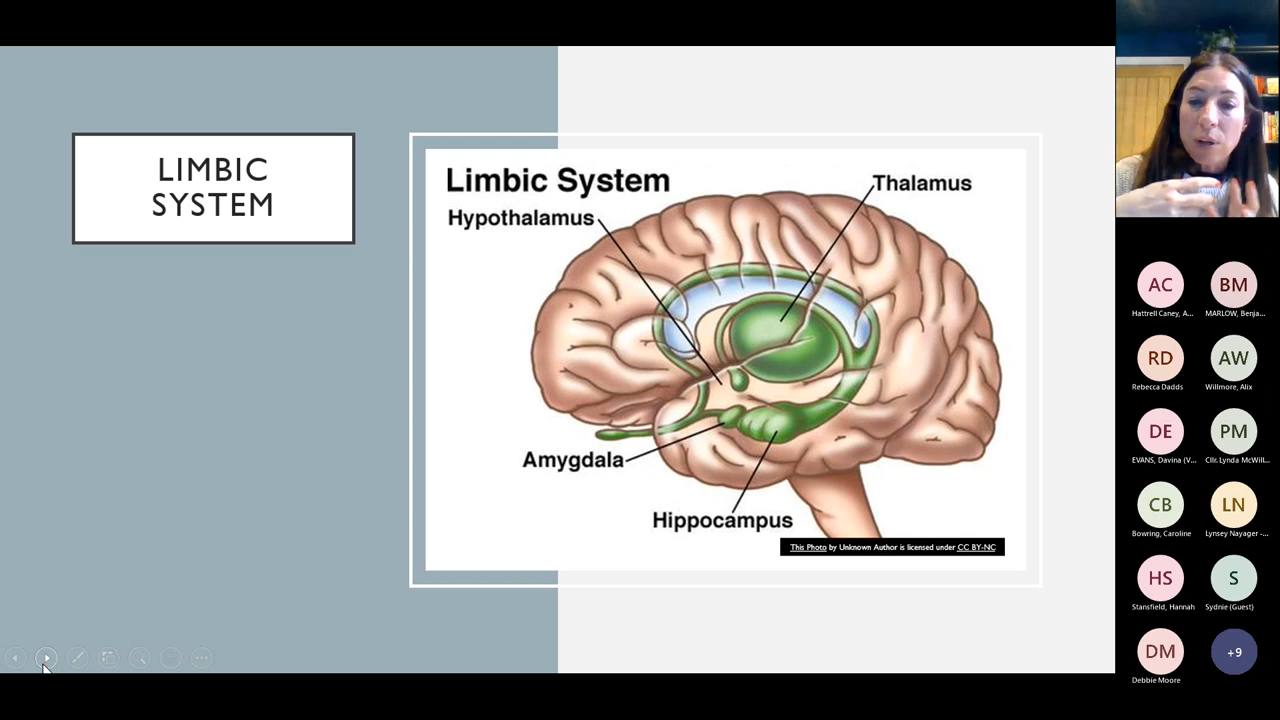 LIMBIC
SYSTEM
Limbic System
Thalamus
Hypothalamus
Amygdala
Hippocampus
This Photo by Unknown Author is licensed under CC BY-NC
AC
BM
Hattrell Caney, A...
MARLOW, Benja...
RD
AW
Rebecca Dadds
Willmore, Alix
DE
PM
EVANS, Davina (V...
Cllr. Lynda McWill...
CB
LN
Bowring, Caroline
Lynsey Nayager -...
HS
S
Stansfield, Hannah
Sydnie (Guest)
DM
+9
Debbie Moore